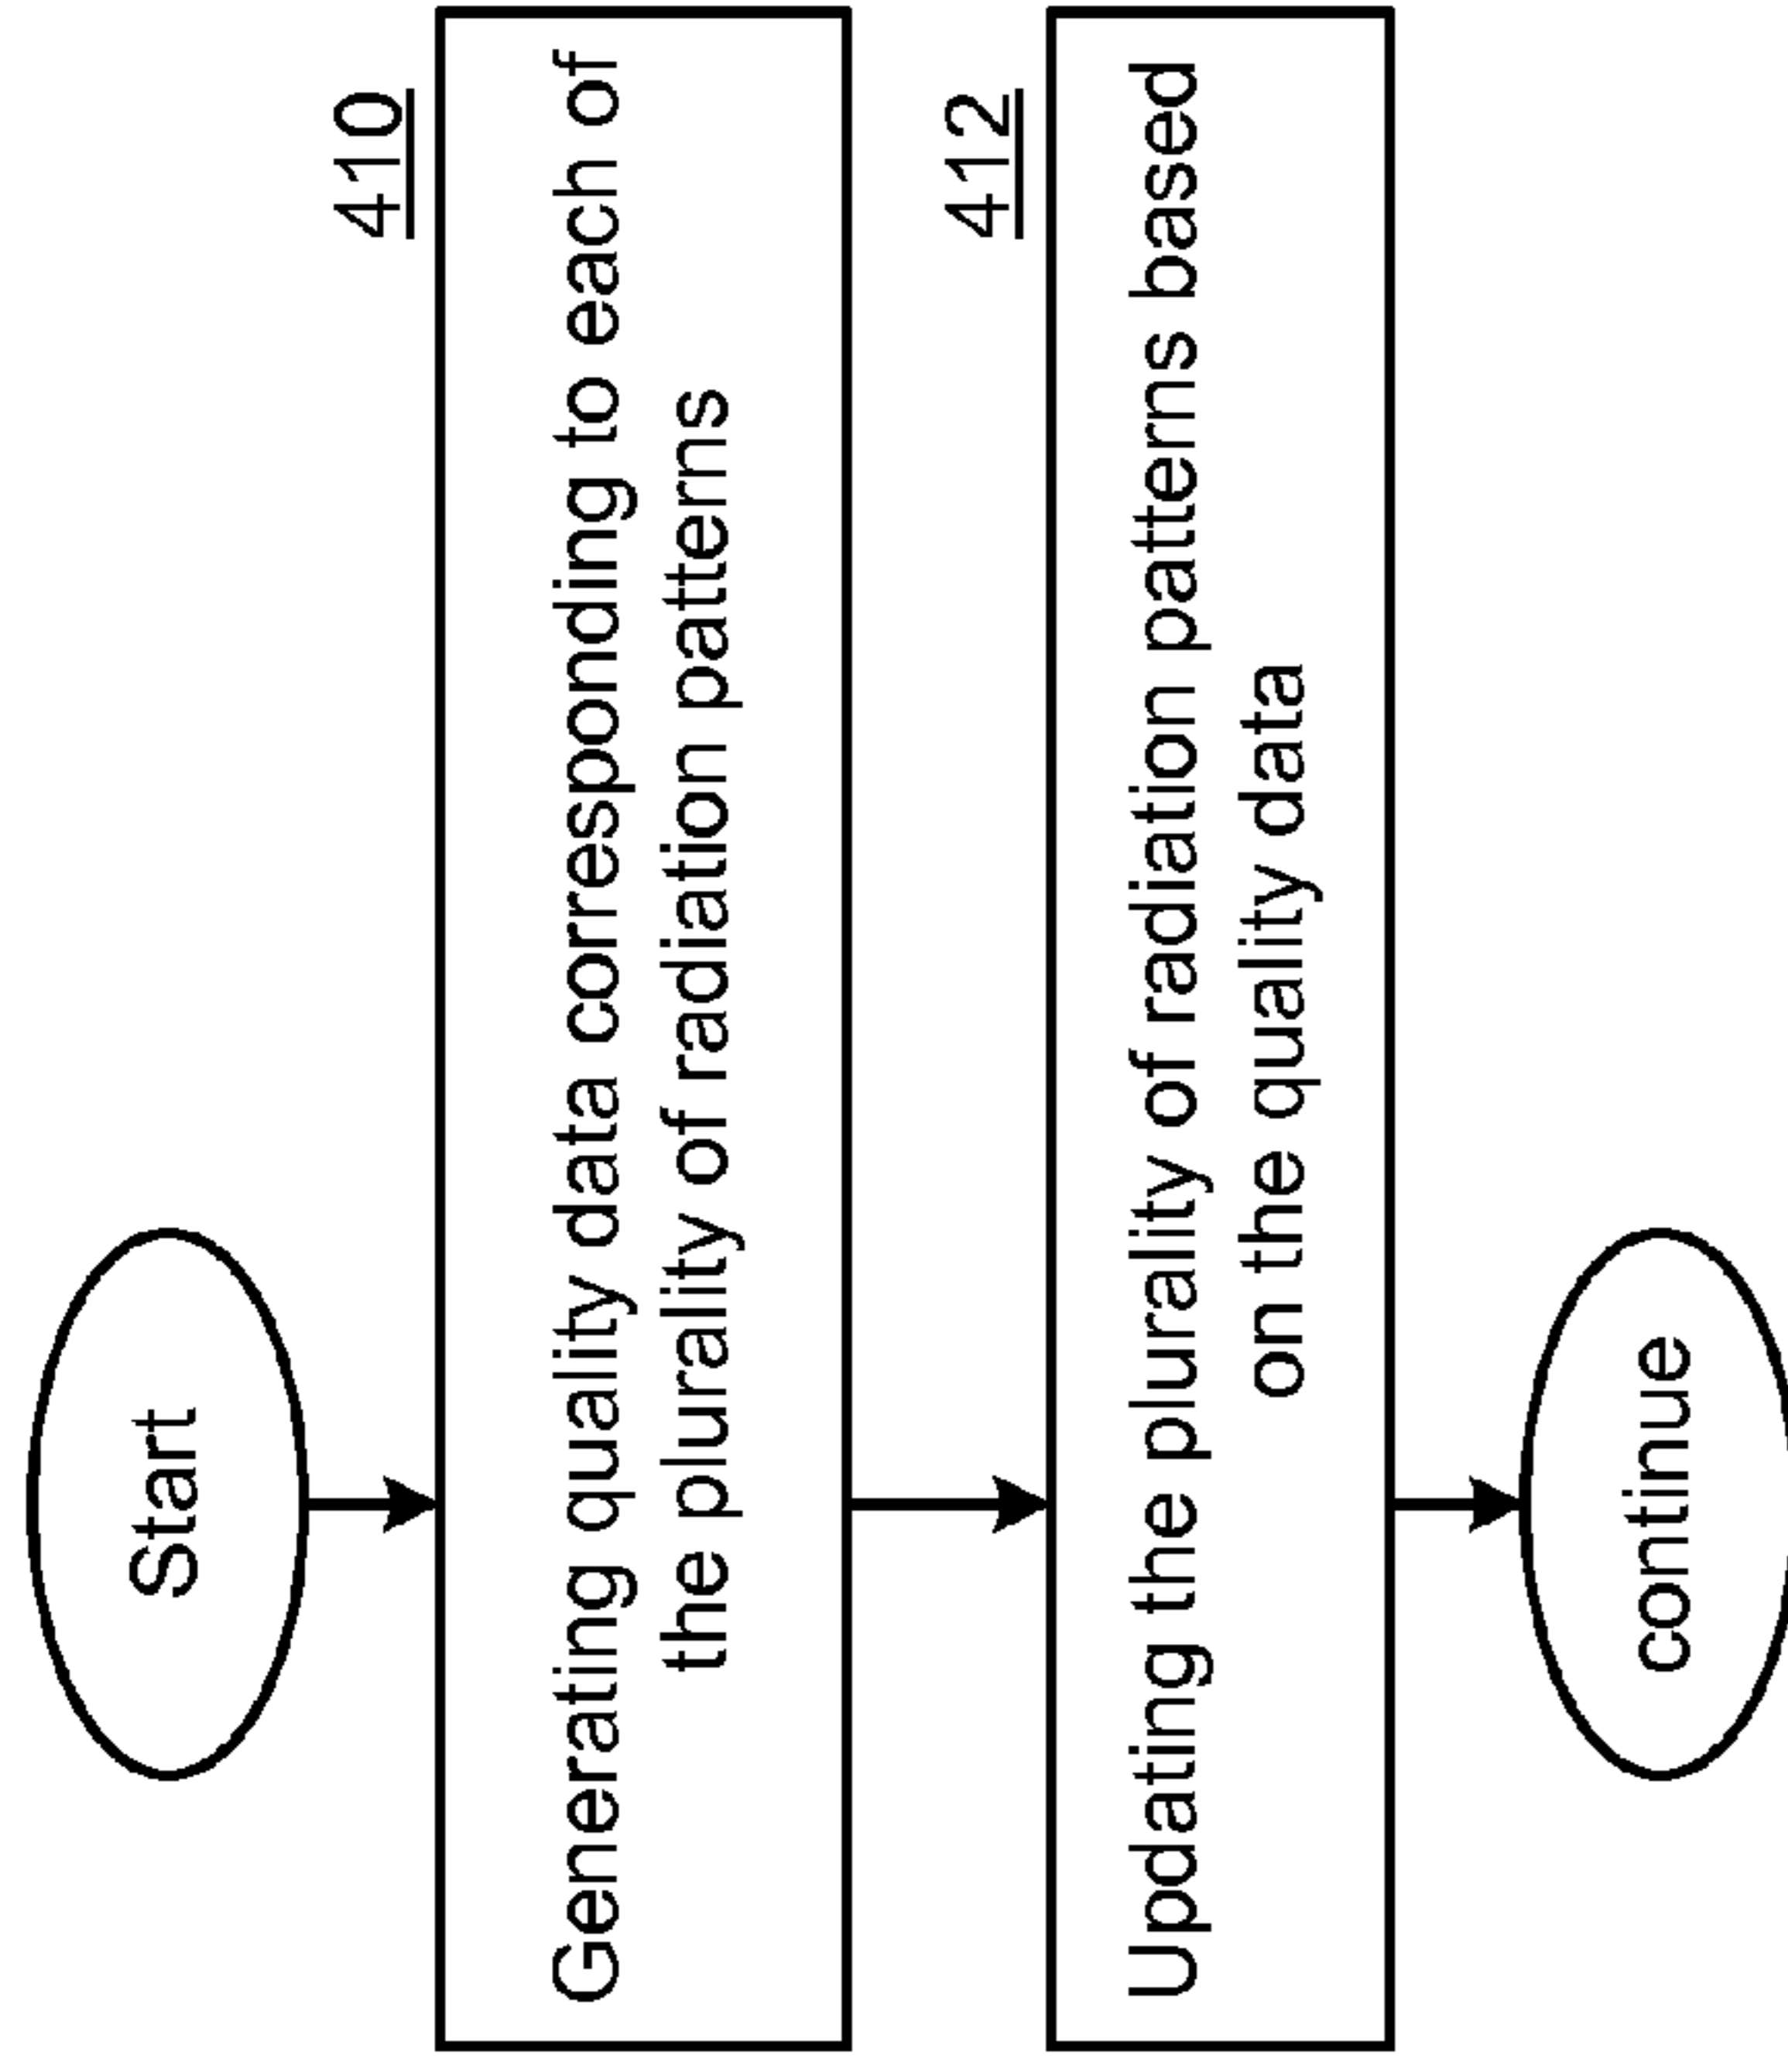 Start
410
Generating quality data corresponding to each of
the plurality of radiation patterns
412
Updating the plurality of radiation patterns based
on the quality data
continue